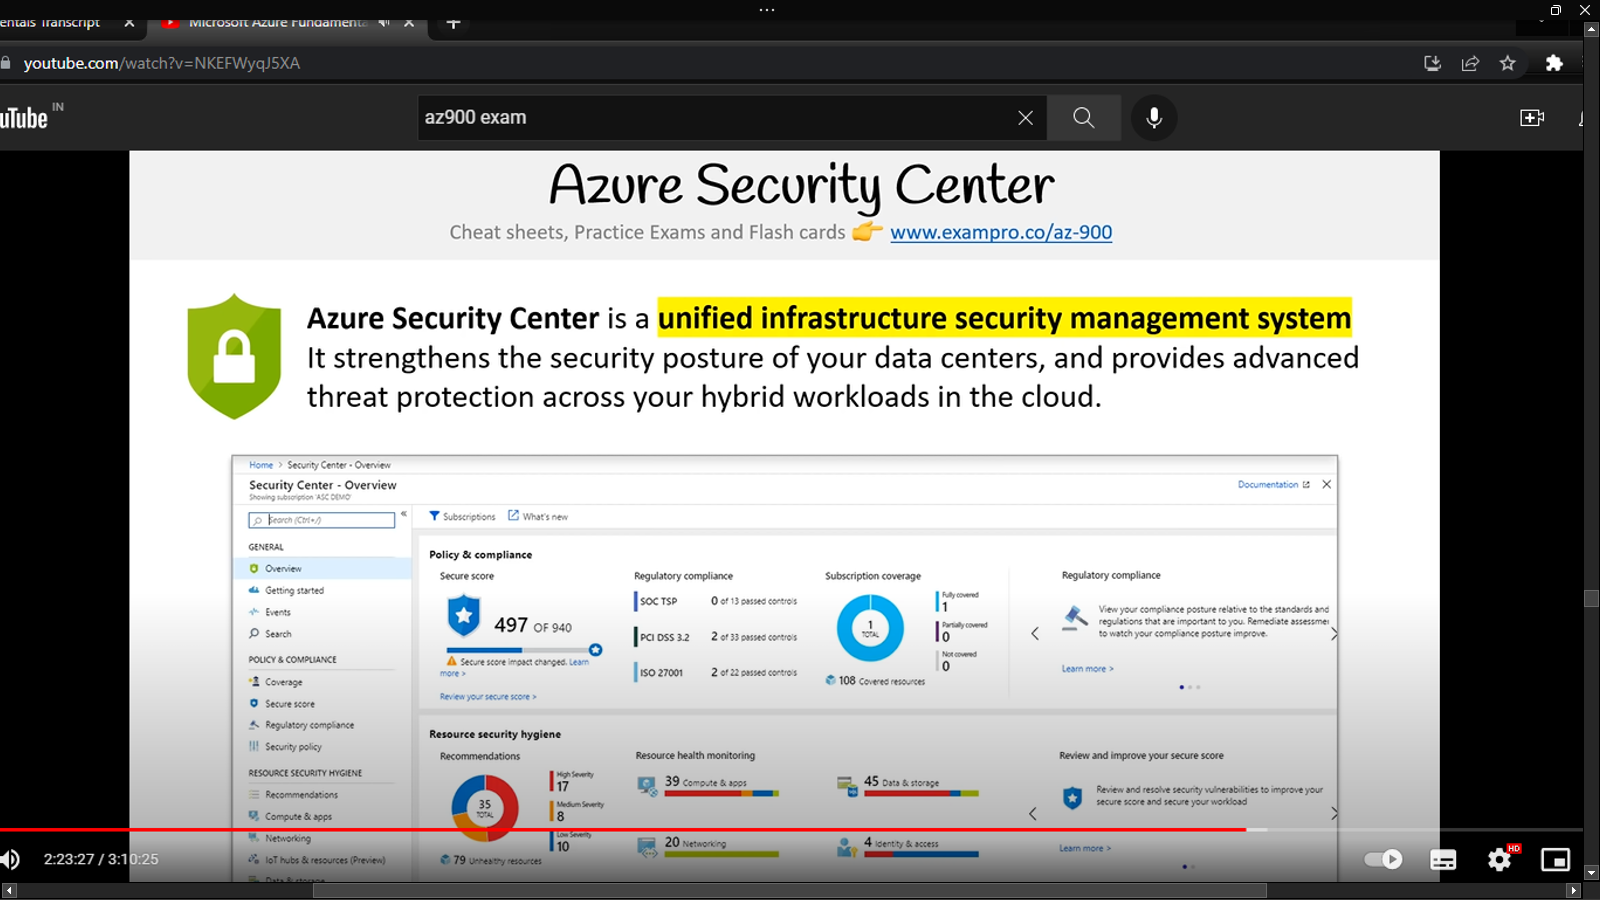 entals Transcript
Microsoft Azure Fundamenta
youtube.com/watch?v=NKEFWyqJ5XA
uTube IN
az900 exam
Azure Security Center
Cheat sheets, Practice Exams and Flash cards 👉 www.exampro.co/az-900
Azure Security Center is a unified infrastructure security management system
It strengthens the security posture of your data centers, and provides advanced
threat protection across your hybrid workloads in the cloud.
Home > Security Center - Overview
Security Center - Overview
Showing subscription 'ASC DEMO'
Documentation
Search (Ctrl+/)
«
Subscriptions
What's new
GENERAL
Overview
Getting started
Events
Search
POLICY & COMPLIANCE
Coverage
Secure score
Regulatory compliance
Security policy
RESOURCE SECURITY HYGIENE
Recommendations
Compute & apps
Networking
IoT hubs & resources (Preview)
Data & storage
Policy & compliance
Secure score
497 OF 940
Secure score impact changed. Learn
more >
Review your secure score >
Regulatory compliance
SOC TSP 0 of 13 passed controls
PCI DSS 3.2 2 of 33 passed controls
ISO 27001 2 of 22 passed controls
Subscription coverage
1
TOTAL
Fully covered
1
Partially covered
0
Not covered
0
108 Covered resources
Regulatory compliance
View your compliance posture relative to the standards and
regulations that are important to you. Remediate assessmer
to watch your compliance posture improve.
Learn more >
Resource security hygiene
Recommendations
35
TOTAL
High Severity
17
Medium Severity
8
Low Severity
10
79 Unhealthy resources
Resource health monitoring
39 Compute & apps
45 Data & storage
20 Networking
4 Identity & access
Review and improve your secure score
Review and resolve security vulnerabilities to improve your
secure score and secure your workload
Learn more >
2:23:27 / 3:10:25
HD